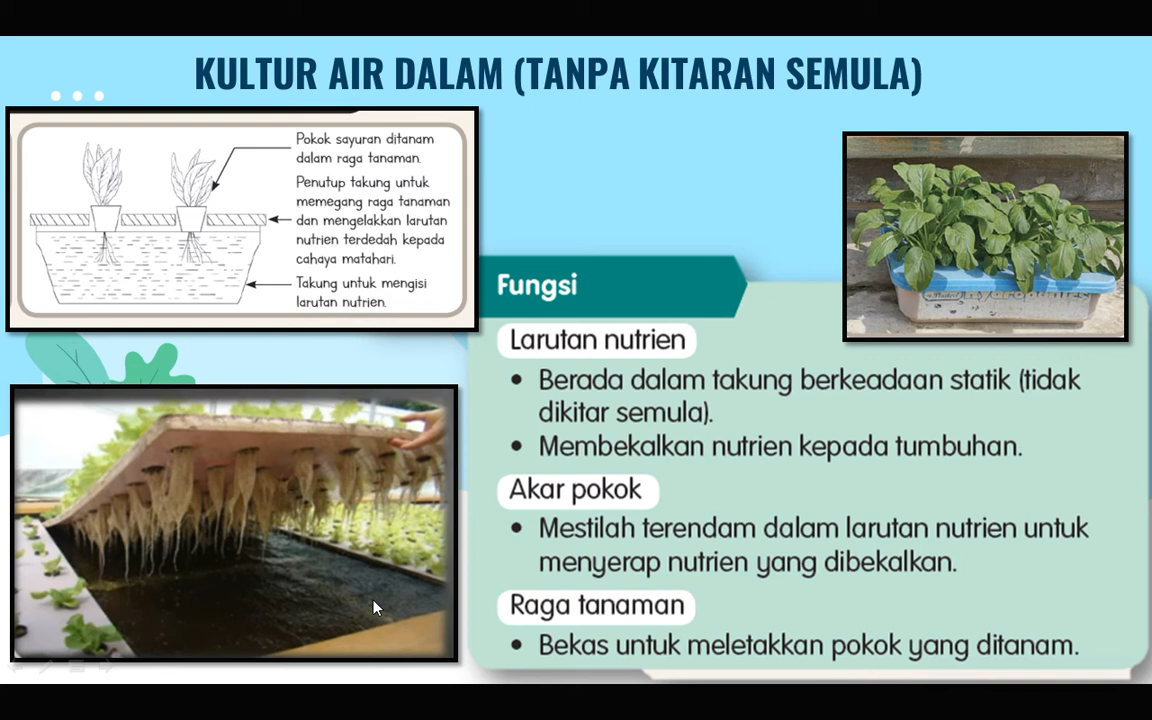 KULTUR AIR DALAM (TANPA KITARAN SEMULA)
Pokok sayuran ditanam
dalam raga tanaman.
Penutup takung untuk
memegang raga tanaman
dan mengelakkan larutan
nutrien terdedah kepada
cahaya matahari.
Takung untuk mengisi
larutan nutrien.
Fungsi
Larutan nutrien
• Berada dalam takung berkeadaan statik (tidak
dikitar semula).
• Membekalkan nutrien kepada tumbuhan.
Akar pokok
• Mestilah terendam dalam larutan nutrien untuk
menyerap nutrien yang dibekalkan.
Raga tanaman
• Bekas untuk meletakkan pokok yang ditanam.